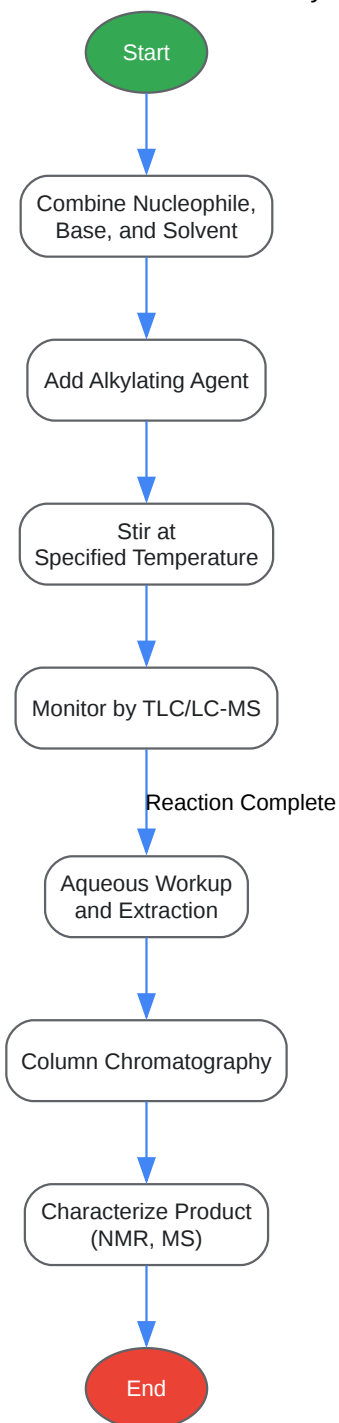 Start
Combine Nucleophile,
Base, and Solvent
Add Alkylating Agent
Stir at
Specified Temperature
Monitor by TLC/LC-MS
Reaction Complete
Aqueous Workup
and Extraction
Column Chromatography
Characterize Product
(NMR, MS)
End